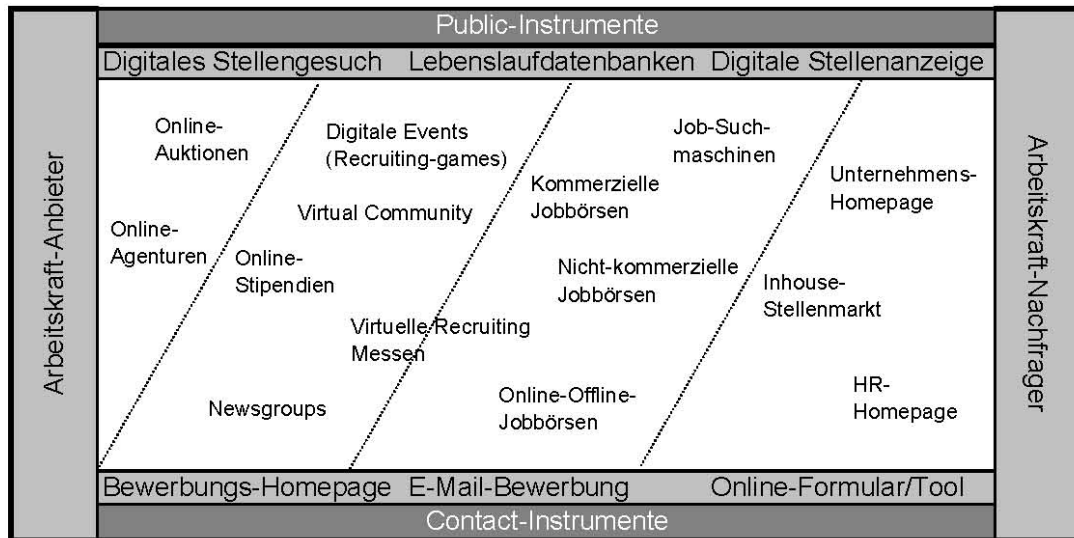 Public-Instrumente
Digitales Stellengesuch Lebenslaufdatenbanken Digitale Stellenanzeige
Arbeitskraft-Anbieter
Online-
Auktionen
Online-
Agenturen
Digitale Events
(Recruiting-games)
Virtual Community
Online-
Stipendien
Virtuelle Recruiting
Messen
Newsgroups
Job-Such-
maschinen
Kommerzielle
Jobbörsen
Nicht-kommerzielle
Jobbörsen
Online-Offline-
Jobbörsen
Unternehmens-
Homepage
Inhouse-
Stellenmarkt
HR-
Homepage
Arbeitskraft-Nachfrager
Bewerbungs-Homepage E-Mail-Bewerbung Online-Formular/Tool
Contact-Instrumente